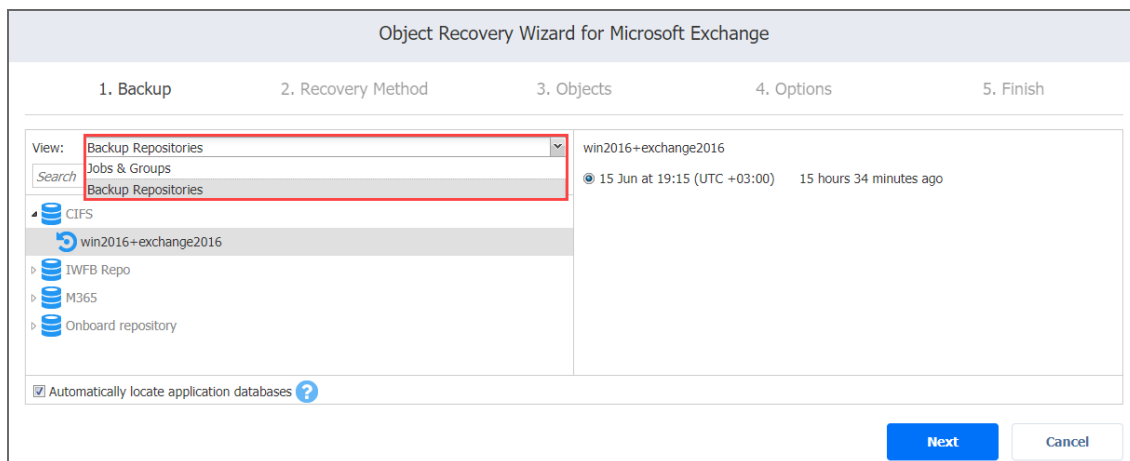 Object Recovery Wizard for Microsoft Exchange
1. Backup 2. Recovery Method 3. Objects 4. Options 5. Finish
View: Backup Repositories
Jobs & Groups
Search
Backup Repositories
CIFS
win2016+exchange2016
IWFB Repo
M365
Onboard repository
win2016+exchange2016
15 Jun at 19:15 (UTC +03:00) 15 hours 34 minutes ago
Automatically locate application databases ?
Next Cancel